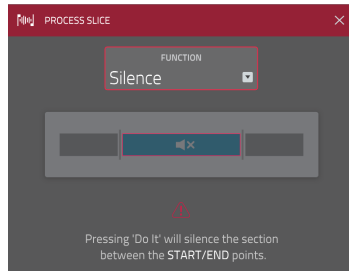 PROCESS SLICE
FUNCTION
Silence
Pressing 'Do It' will silence the section
between the START/END points.